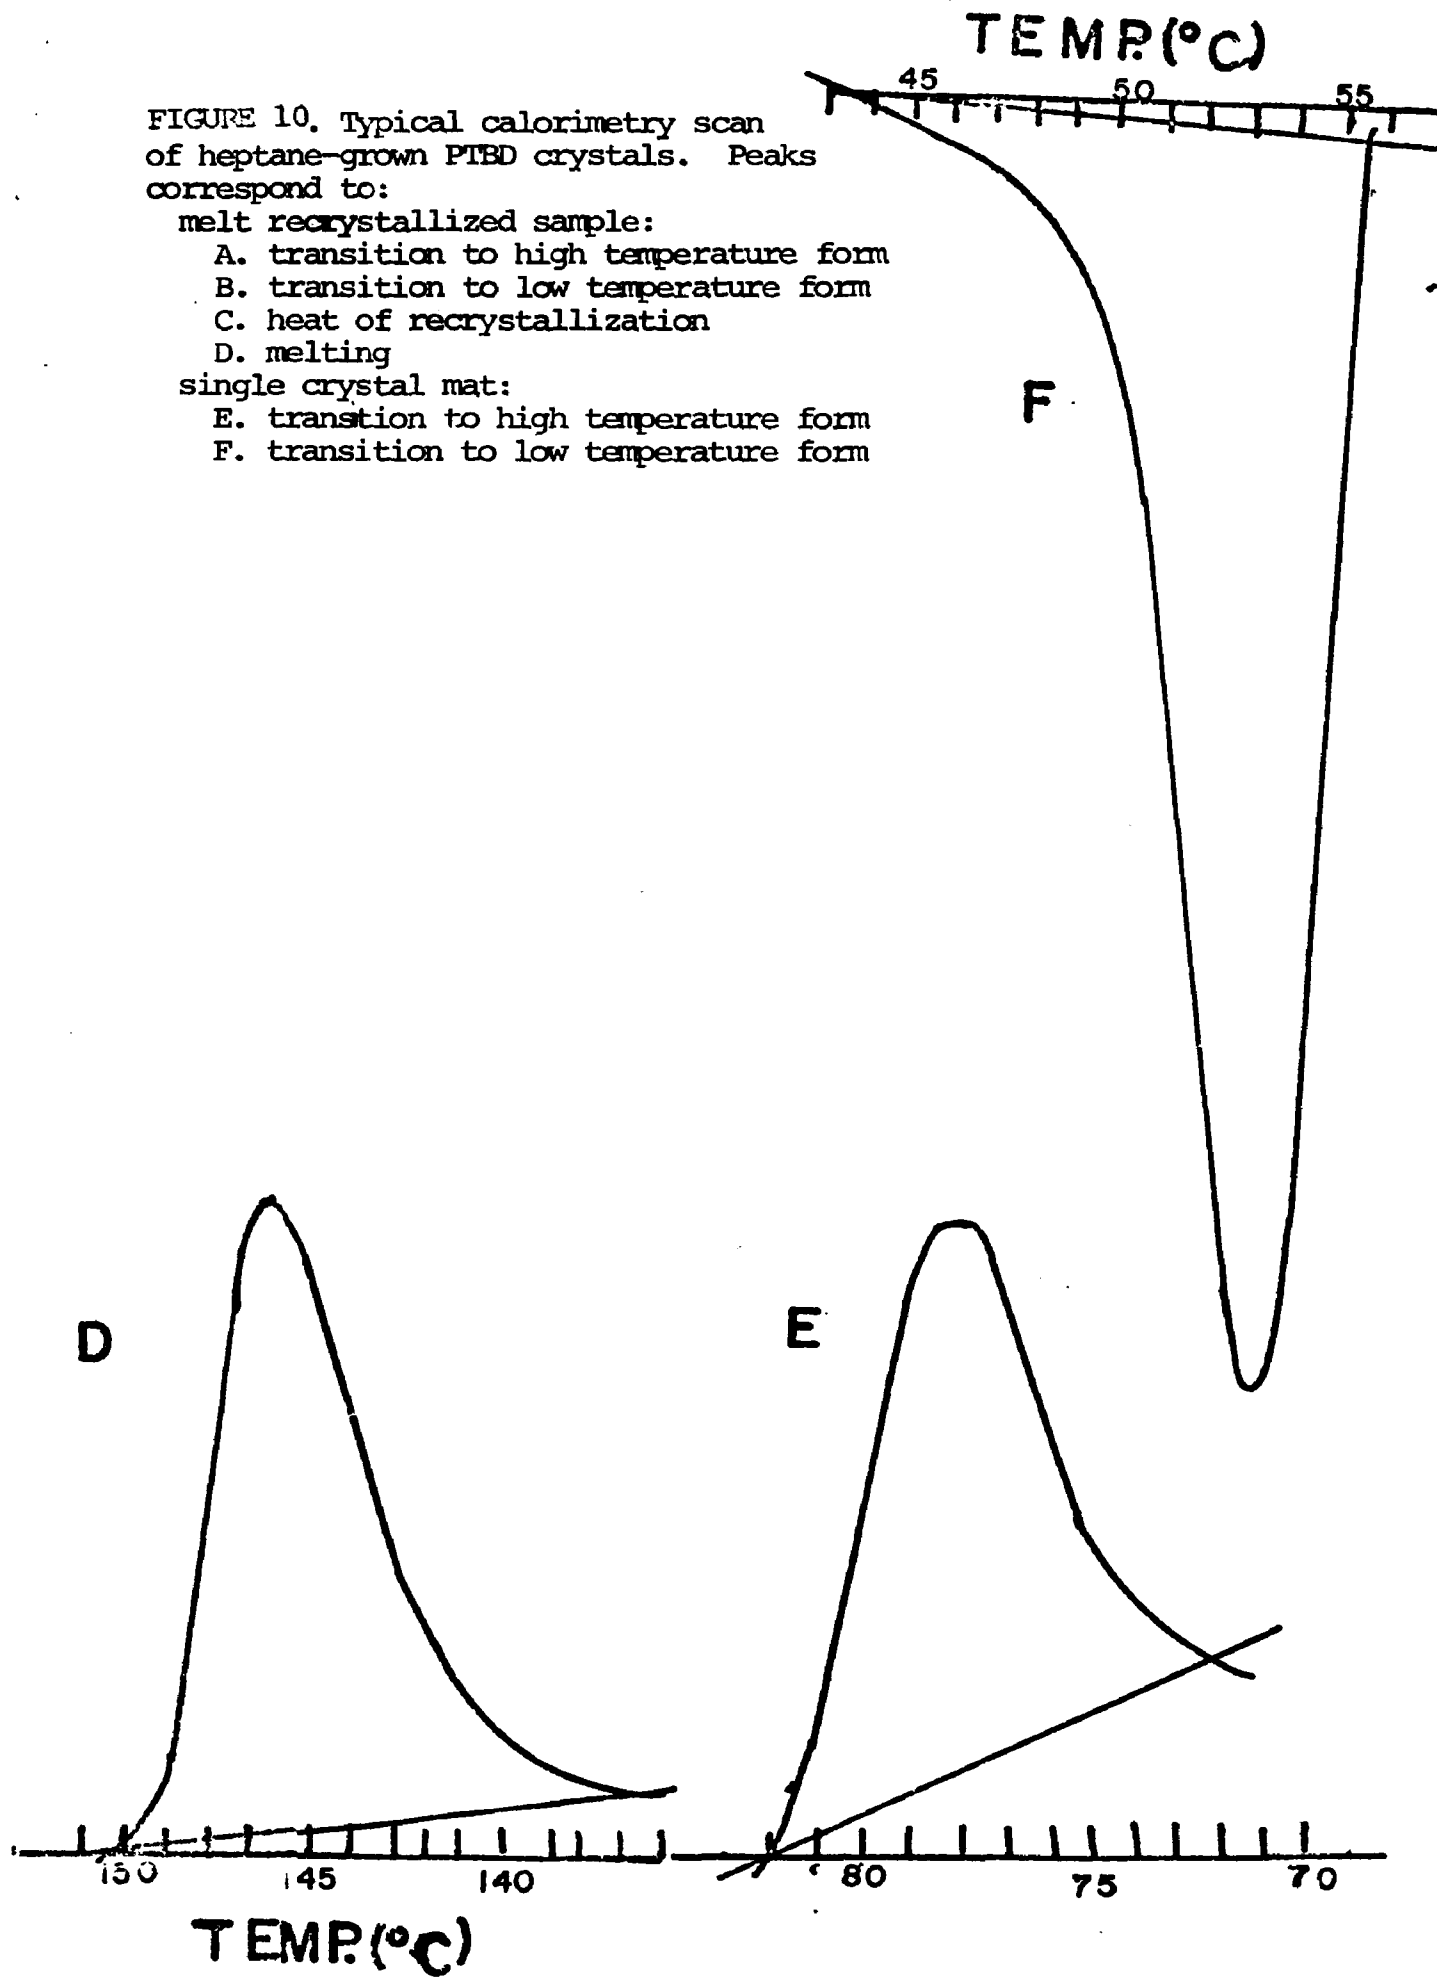 TEMP.(°C)
45 50 55
FIGURE 10. Typical calorimetry scan
of heptane-grown PTBD crystals. Peaks
correspond to:
melt recrystallized sample:
A. transition to high temperature form
B. transition to low temperature form
C. heat of recrystallization
D. melting
single crystal mat:
E. transtion to high temperature form
F. transition to low temperature form
F
D
E
150 145 140 80 75 70
TEMP.(°C)